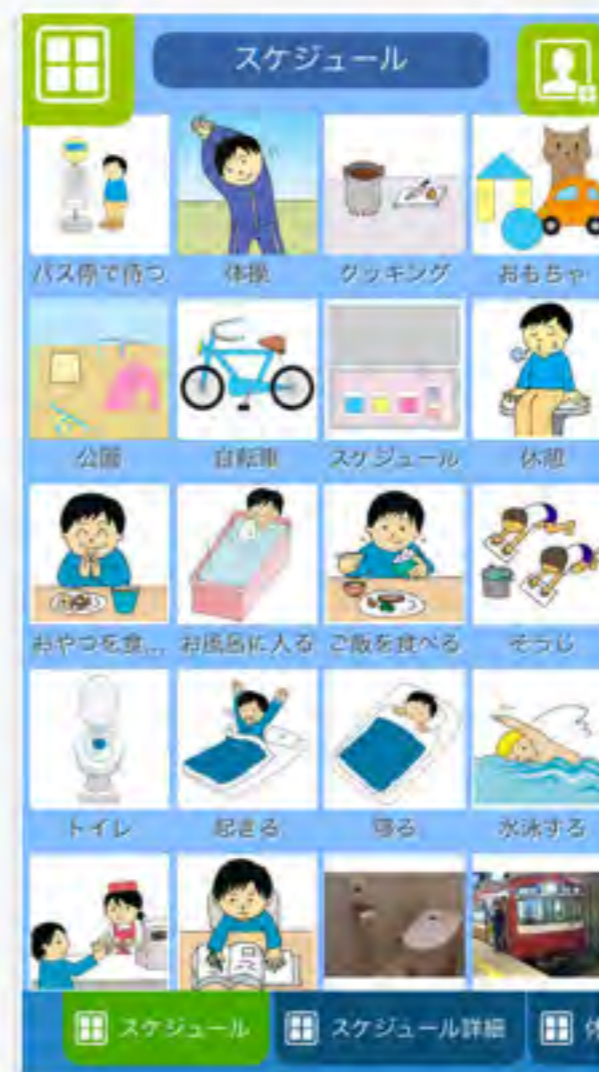 スケジュール
バス停で待つ
体操
クッキング
おもちゃ
公園
自転車
スケジュール
休憩
おやつを食...
お風呂に入る
ご飯を食べる
そうじ
トイレ
起きる
寝る
水泳する
スケジュール
スケジュール詳細
体